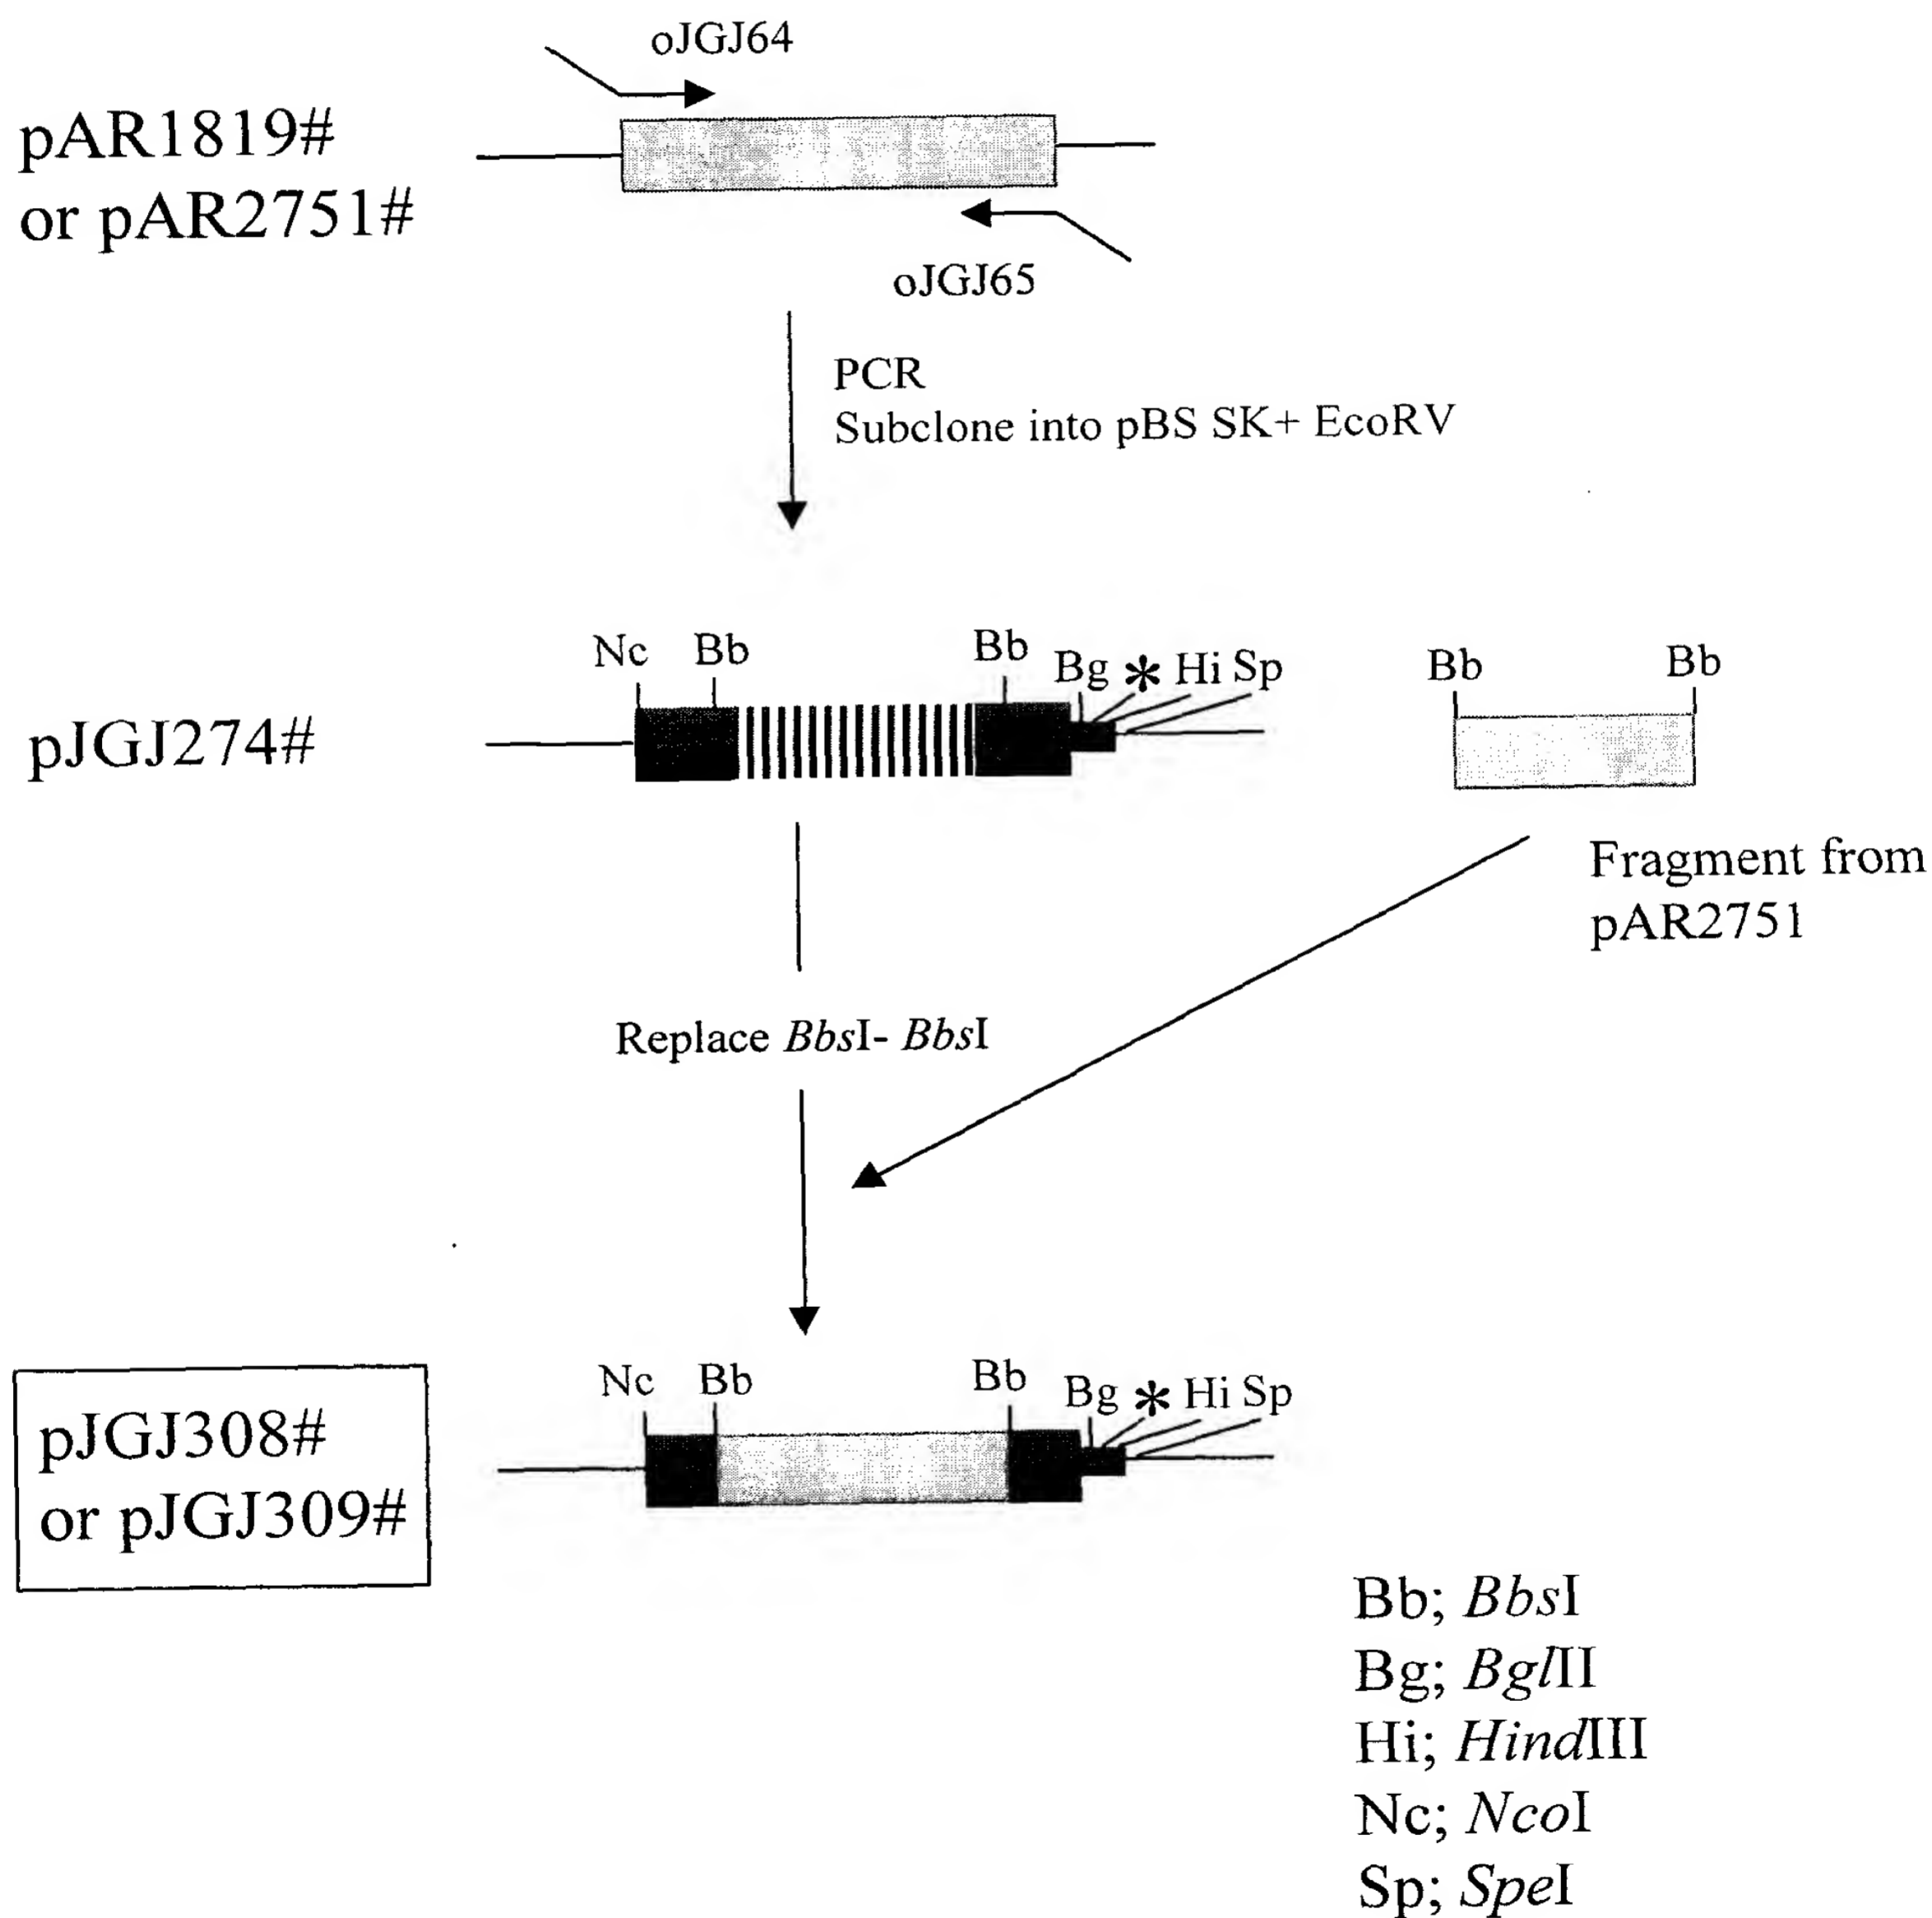 oJGJ64
pAR1819#
or pAR2751#
oJGJ65
PCR
Subclone into pBS SK+ EcoRV
Nc Bb Bb Bg * Hi Sp
Bb Bb
pJGJ274#
Fragment from
pAR2751
Replace BbsI- BbsI
Nc Bb Bb Bg * Hi Sp
pJGJ308#
or pJGJ309#
Bb; BbsI
Bg; BglII
Hi; HindIII
Nc; NcoI
Sp; SpeI